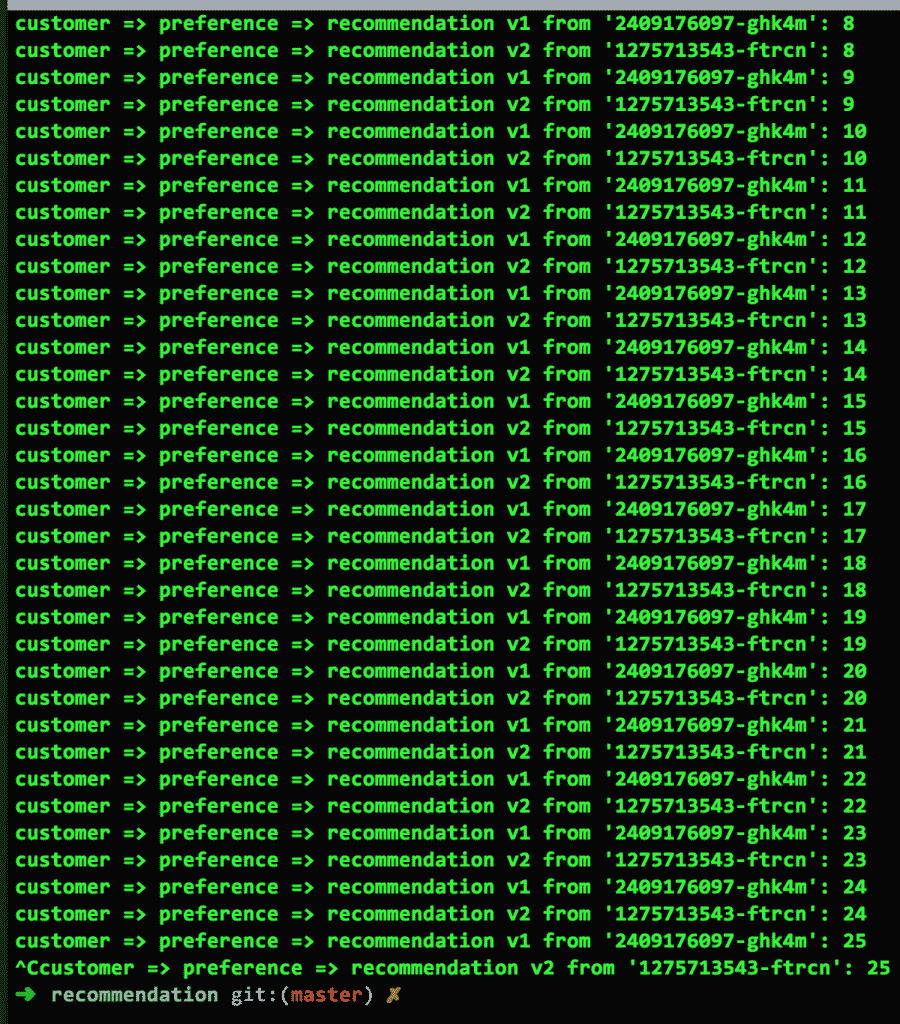 customer => preference => recommendation v1 from '2409176097-ghk4m': 8
customer => preference => recommendation v2 from '1275713543-ftrcn': 8
customer => preference => recommendation v1 from '2409176097-ghk4m': 9
customer => preference => recommendation v2 from '1275713543-ftrcn': 9
customer => preference => recommendation v1 from '2409176097-ghk4m': 10
customer => preference => recommendation v2 from '1275713543-ftrcn': 10
customer => preference => recommendation v1 from '2409176097-ghk4m': 11
customer => preference => recommendation v2 from '1275713543-ftrcn': 11
customer => preference => recommendation v1 from '2409176097-ghk4m': 12
customer => preference => recommendation v2 from '1275713543-ftrcn': 12
customer => preference => recommendation v1 from '2409176097-ghk4m': 13
customer => preference => recommendation v2 from '1275713543-ftrcn': 13
customer => preference => recommendation v1 from '2409176097-ghk4m': 14
customer => preference => recommendation v2 from '1275713543-ftrcn': 14
customer => preference => recommendation v1 from '2409176097-ghk4m': 15
customer => preference => recommendation v2 from '1275713543-ftrcn': 15
customer => preference => recommendation v1 from '2409176097-ghk4m': 16
customer => preference => recommendation v2 from '1275713543-ftrcn': 16
customer => preference => recommendation v1 from '2409176097-ghk4m': 17
customer => preference => recommendation v2 from '1275713543-ftrcn': 17
customer => preference => recommendation v1 from '2409176097-ghk4m': 18
customer => preference => recommendation v2 from '1275713543-ftrcn': 18
customer => preference => recommendation v1 from '2409176097-ghk4m': 19
customer => preference => recommendation v2 from '1275713543-ftrcn': 19
customer => preference => recommendation v1 from '2409176097-ghk4m': 20
customer => preference => recommendation v2 from '1275713543-ftrcn': 20
customer => preference => recommendation v1 from '2409176097-ghk4m': 21
customer => preference => recommendation v2 from '1275713543-ftrcn': 21
customer => preference => recommendation v1 from '2409176097-ghk4m': 22
customer => preference => recommendation v2 from '1275713543-ftrcn': 22
customer => preference => recommendation v1 from '2409176097-ghk4m': 23
customer => preference => recommendation v2 from '1275713543-ftrcn': 23
customer => preference => recommendation v1 from '2409176097-ghk4m': 24
customer => preference => recommendation v2 from '1275713543-ftrcn': 24
customer => preference => recommendation v1 from '2409176097-ghk4m': 25
^Ccustomer => preference => recommendation v2 from '1275713543-ftrcn': 25
➜ recommendation git:(master) ✗